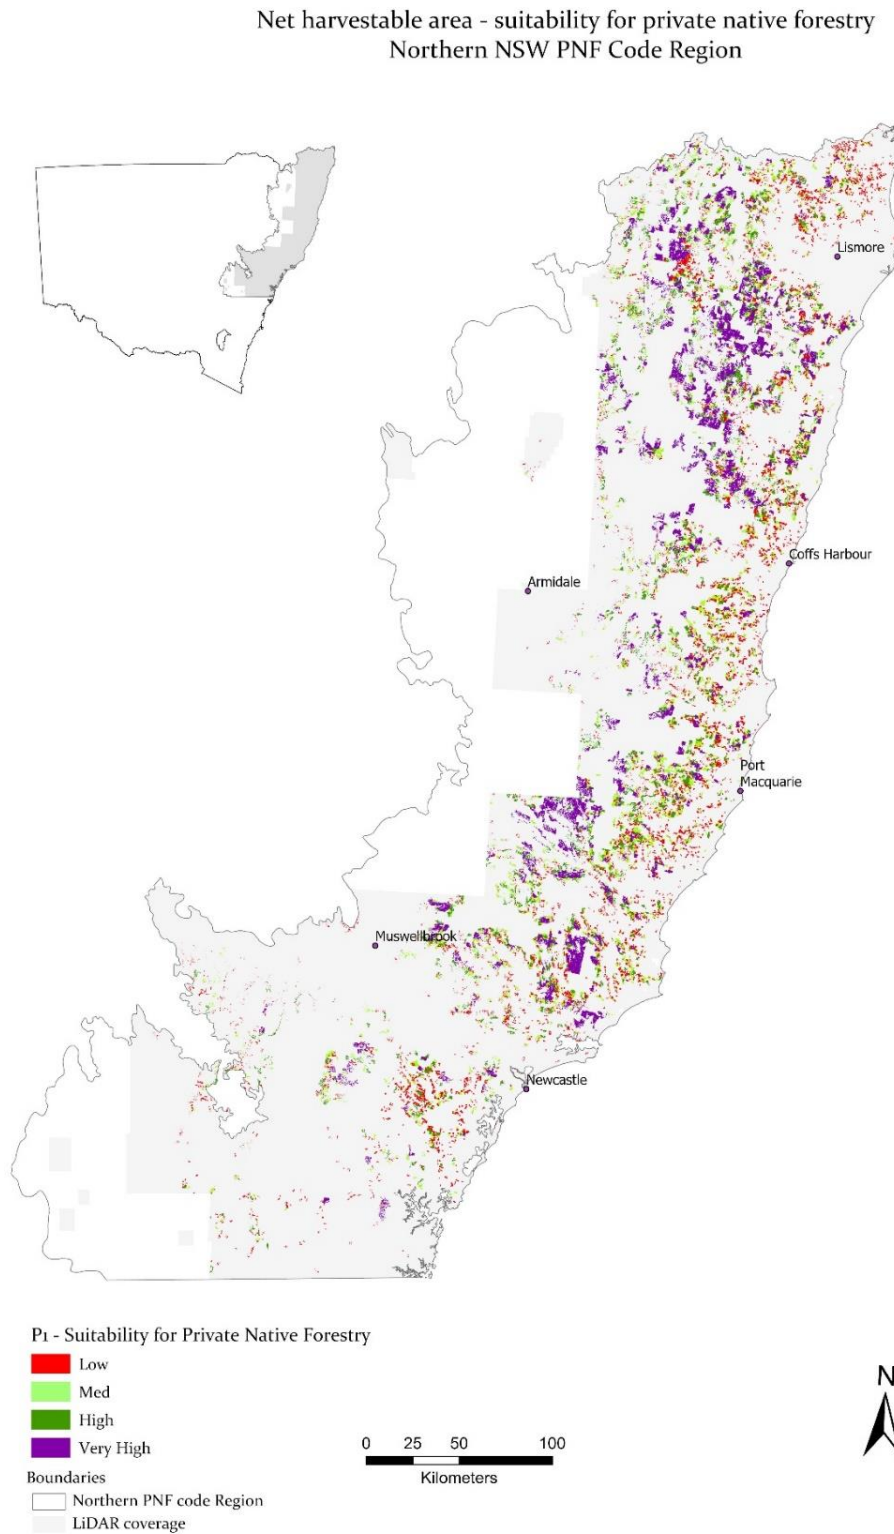 Net harvestable area - suitability for private native forestry
Northern NSW PNF Code Region
Lismore
Coffs Harbour
Armidale
Port
Macquarie
Muswellbrook
Newcastle
P1 - Suitability for Private Native Forestry
Low
Med
High
Very High
Boundaries
Northern PNF code Region
LiDAR coverage
0 25 50 100
Kilometers
N